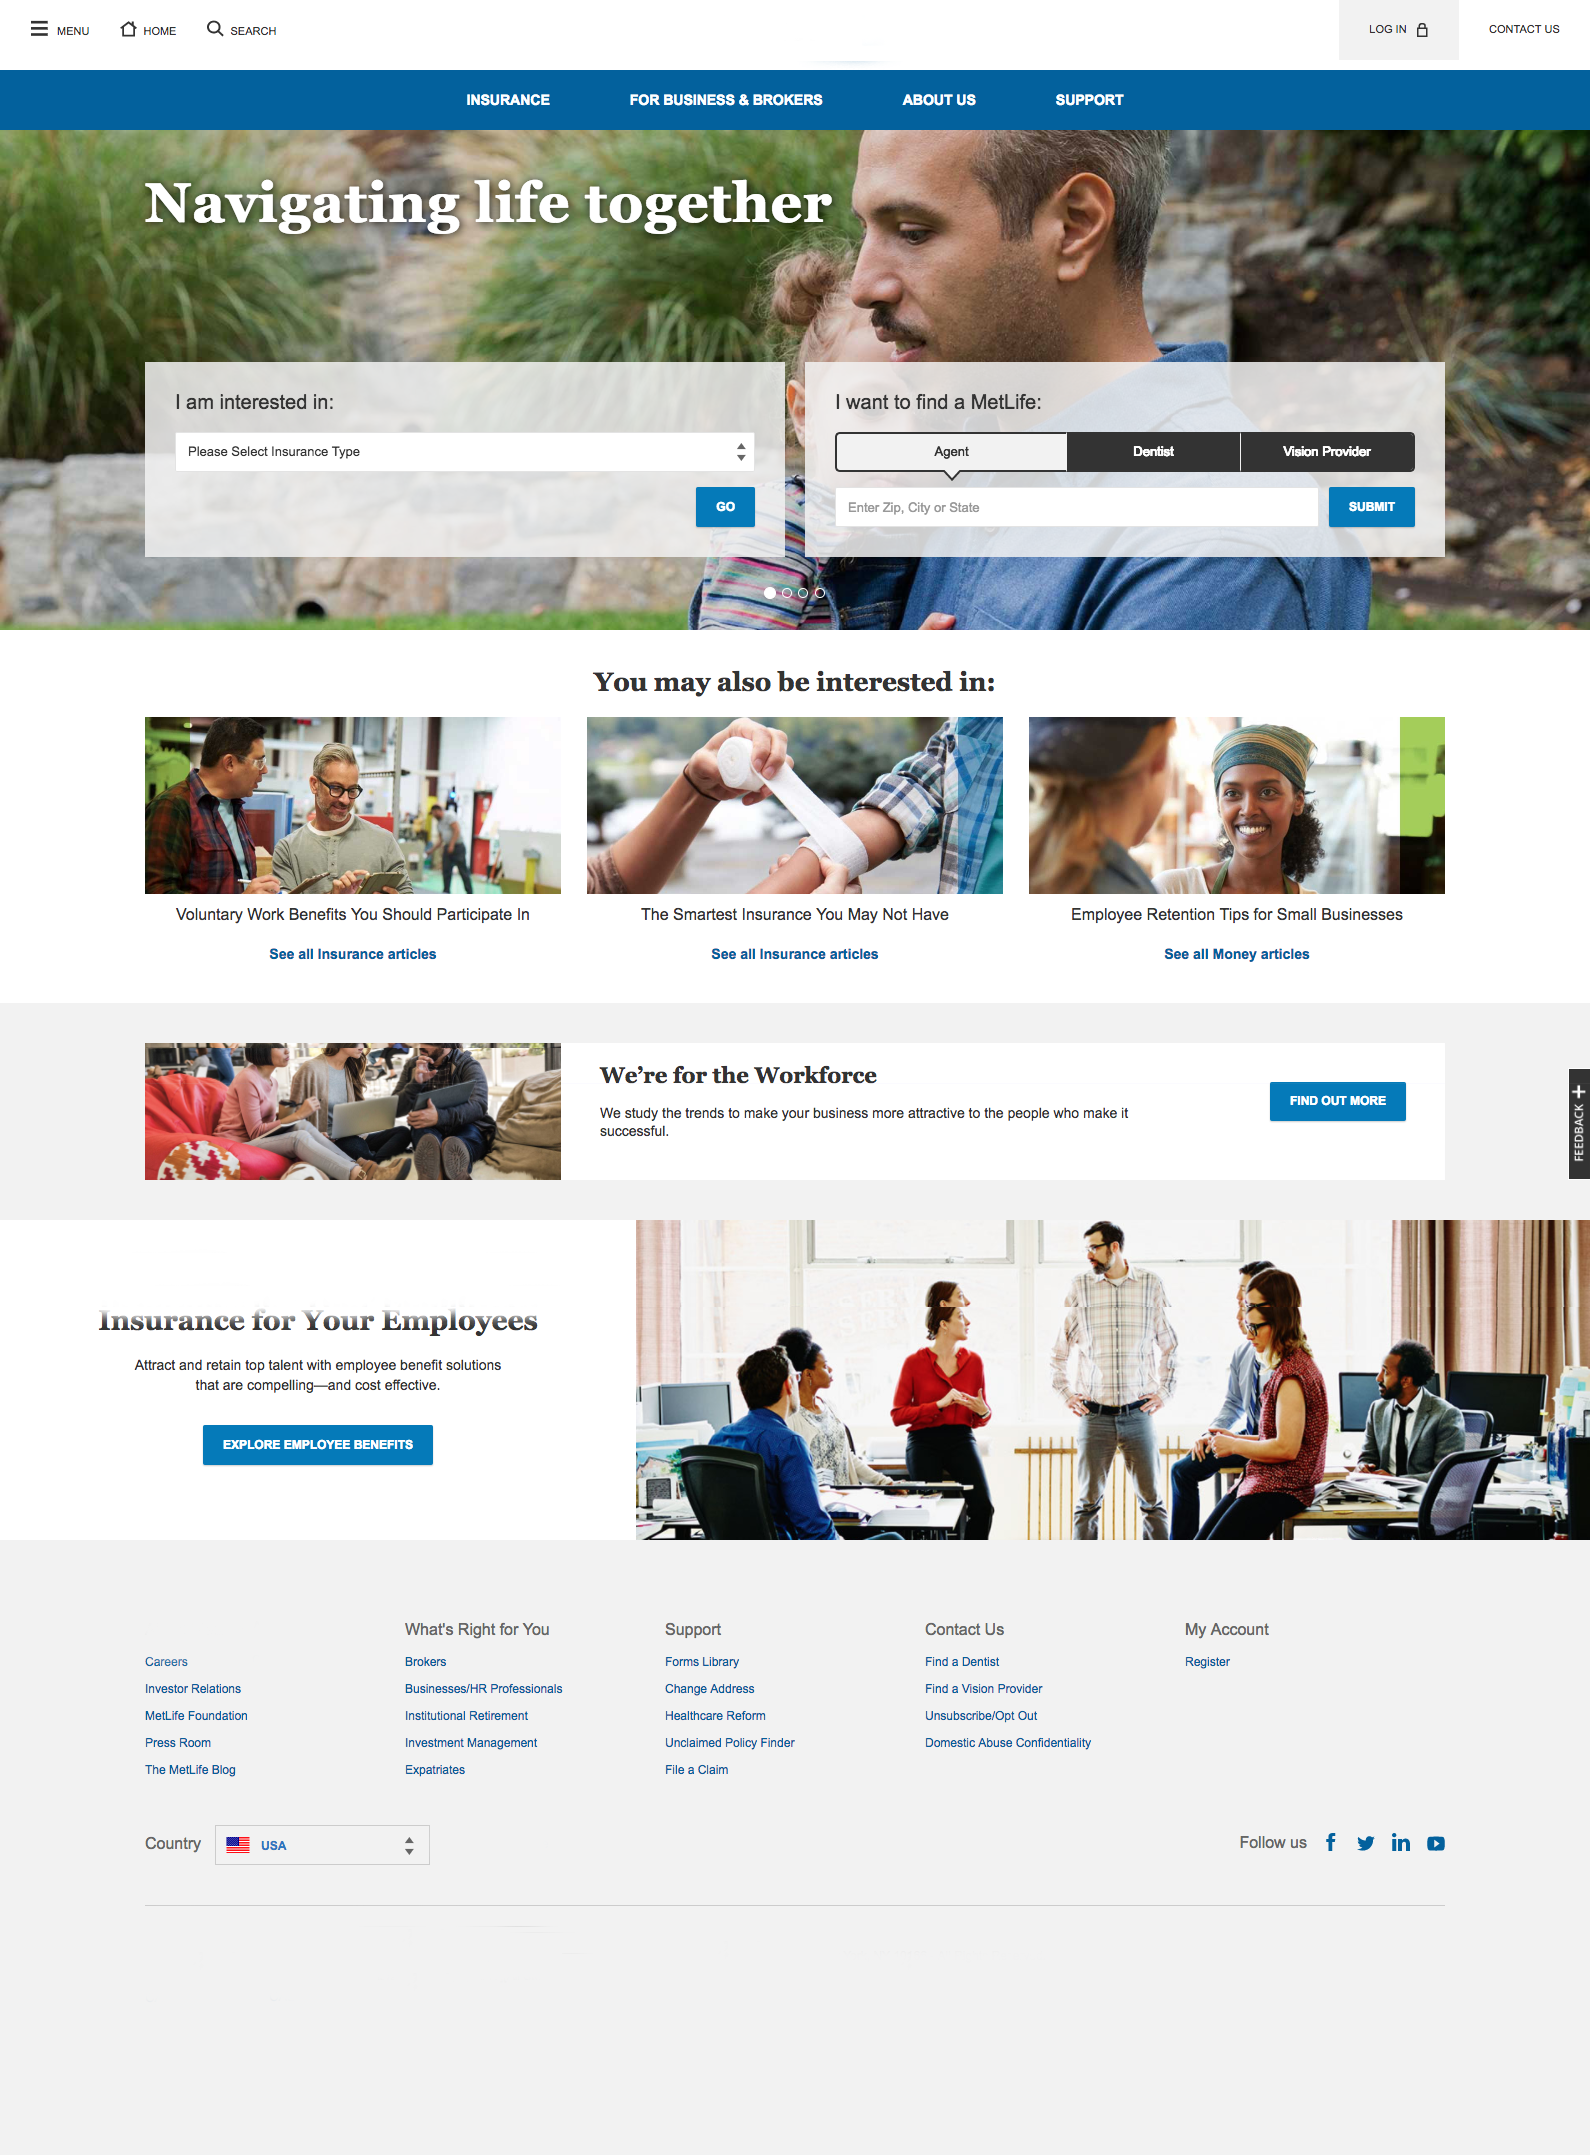 MENU HOME SEARCH LOG IN CONTACT US
INSURANCE FOR BUSINESS & BROKERS ABOUT US SUPPORT
Navigating life together
I am interested in:
Please Select Insurance Type
GO
I want to find a MetLife:
Agent Dentist Vision Provider
Enter Zip, City or State SUBMIT
You may also be interested in:
Voluntary Work Benefits You Should Participate In
See all Insurance articles
The Smartest Insurance You May Not Have
See all Insurance articles
Employee Retention Tips for Small Businesses
See all Money articles
We’re for the Workforce
We study the trends to make your business more attractive to the people who make it
successful.
FIND OUT MORE
FEEDBACK
Insurance for Your Employees
Attract and retain top talent with employee benefit solutions
that are compelling—and cost effective.
EXPLORE EMPLOYEE BENEFITS
Careers
Investor Relations
MetLife Foundation
Press Room
The MetLife Blog
What's Right for You
Brokers
Businesses/HR Professionals
Institutional Retirement
Investment Management
Expatriates
Support
Forms Library
Change Address
Healthcare Reform
Unclaimed Policy Finder
File a Claim
Contact Us
Find a Dentist
Find a Vision Provider
Unsubscribe/Opt Out
Domestic Abuse Confidentiality
My Account
Register
Country USA
Follow us